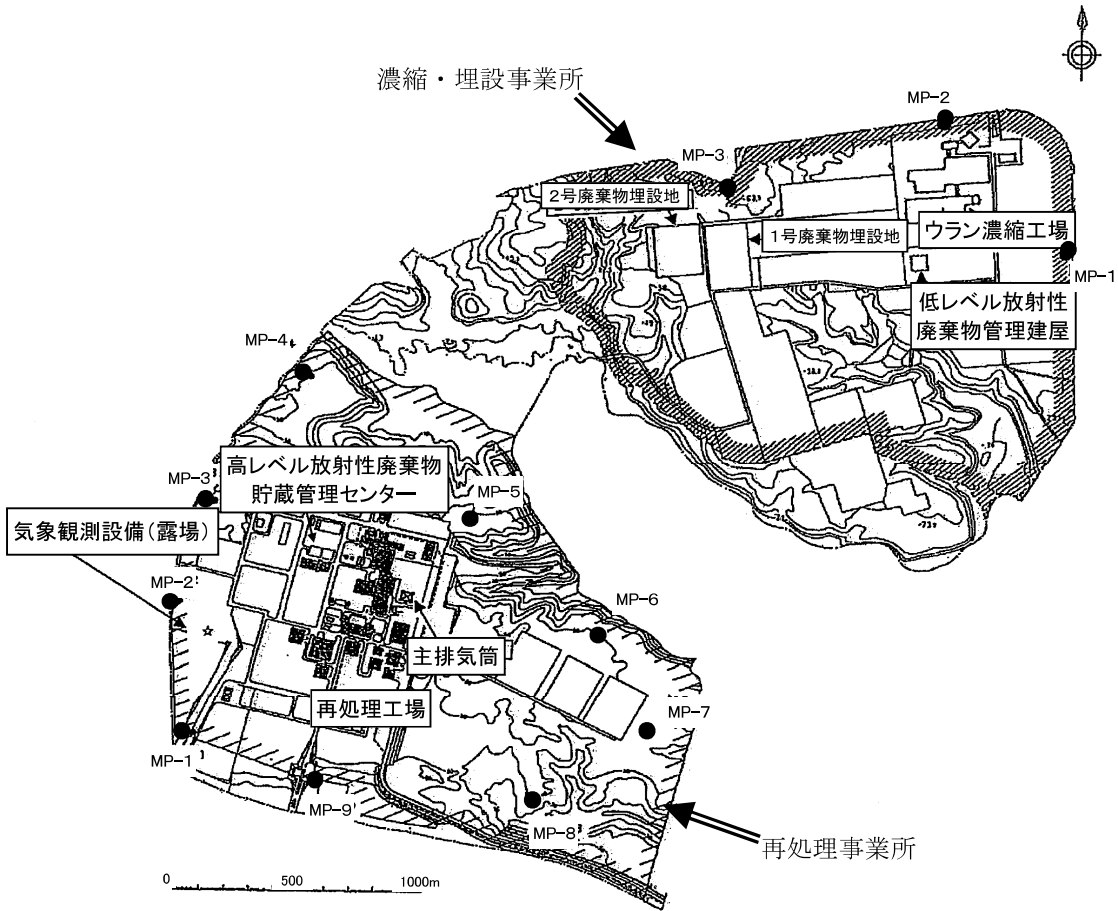 濃縮・埋設事業所
MP-2
MP-3
2号廃棄物埋設地
1号廃棄物埋設地
ウラン濃縮工場
MP-1
低レベル放射性
廃棄物管理建屋
MP-4
高レベル放射性廃棄物
貯蔵管理センター
MP-3
MP-5
気象観測設備(露場)
MP-2
MP-6
主排気筒
再処理工場
MP-7
MP-1
MP-9
MP-8
再処理事業所
0 500 1000m